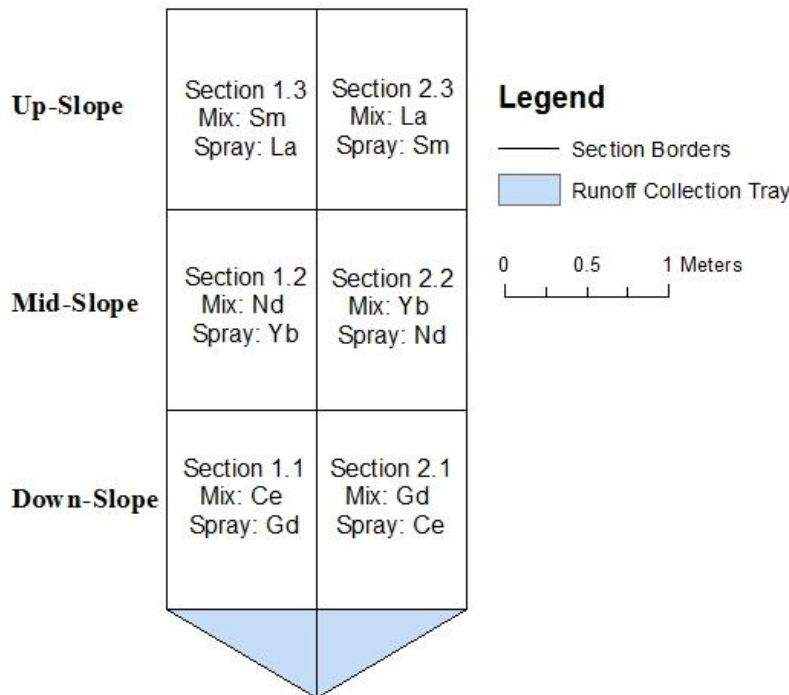 Up-Slope
Section 1.3
Mix: Sm
Spray: La
Section 2.3
Mix: La
Spray: Sm
Mid-Slope
Section 1.2
Mix: Nd
Spray: Yb
Section 2.2
Mix: Yb
Spray: Nd
Down-Slope
Section 1.1
Mix: Ce
Spray: Gd
Section 2.1
Mix: Gd
Spray: Ce
Legend
Section Borders
Runoff Collection Tray
0 0.5 1 Meters